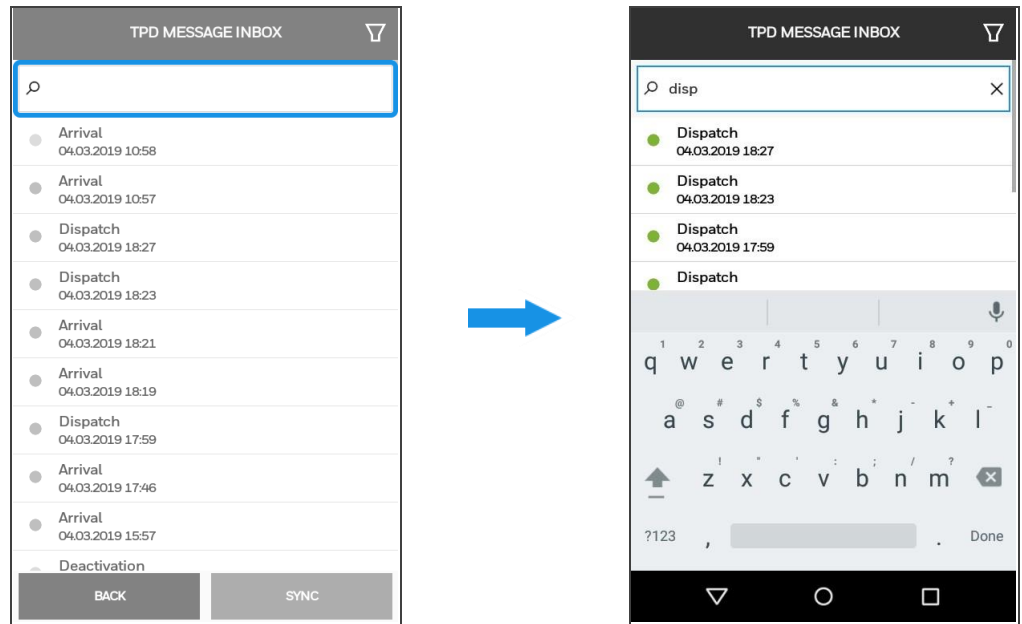 TPD MESSAGE INBOX
Arrival
04.03.2019 10:58
Arrival
04.03.2019 10:57
Dispatch
04.03.2019 18:27
Dispatch
04.03.2019 18:23
Arrival
04.03.2019 18:21
Arrival
04.03.2019 18:19
Dispatch
04.03.2019 17:59
Arrival
04.03.2019 17:46
Arrival
04.03.2019 15:57
Deactivation
BACK SYNC
TPD MESSAGE INBOX
disp
Dispatch
04.03.2019 18:27
Dispatch
04.03.2019 18:23
Dispatch
04.03.2019 17:59
Dispatch
1 2 3 4 5 6 7 8 9 0
q w e r t y u i o p
@ # $ % & * - + _
a s d f g h j k l
! " ' : ; / ?
z x c v b n m
?123 , . Done